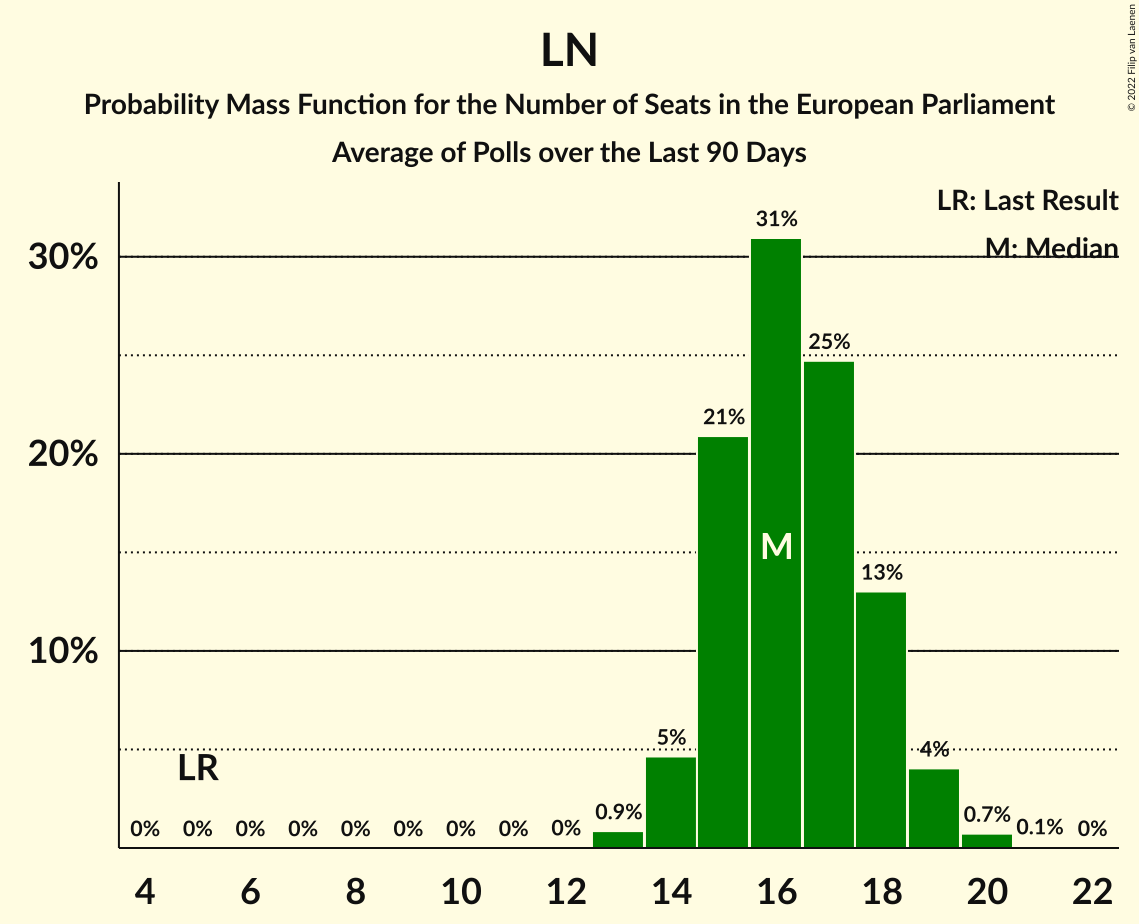 LN
Probability Mass Function for the Number of Seats in the European Parliament
Average of Polls over the Last 90 Days
© 2022 Filip van Laenen
LR: Last Result
M: Median
30%
20%
10%
31%
25%
21%
M
13%
5%
4%
LR
0% 0% 0% 0% 0% 0% 0% 0% 0% 0.9% 0.7% 0.1% 0%
4 6 8 10 12 14 16 18 20 22